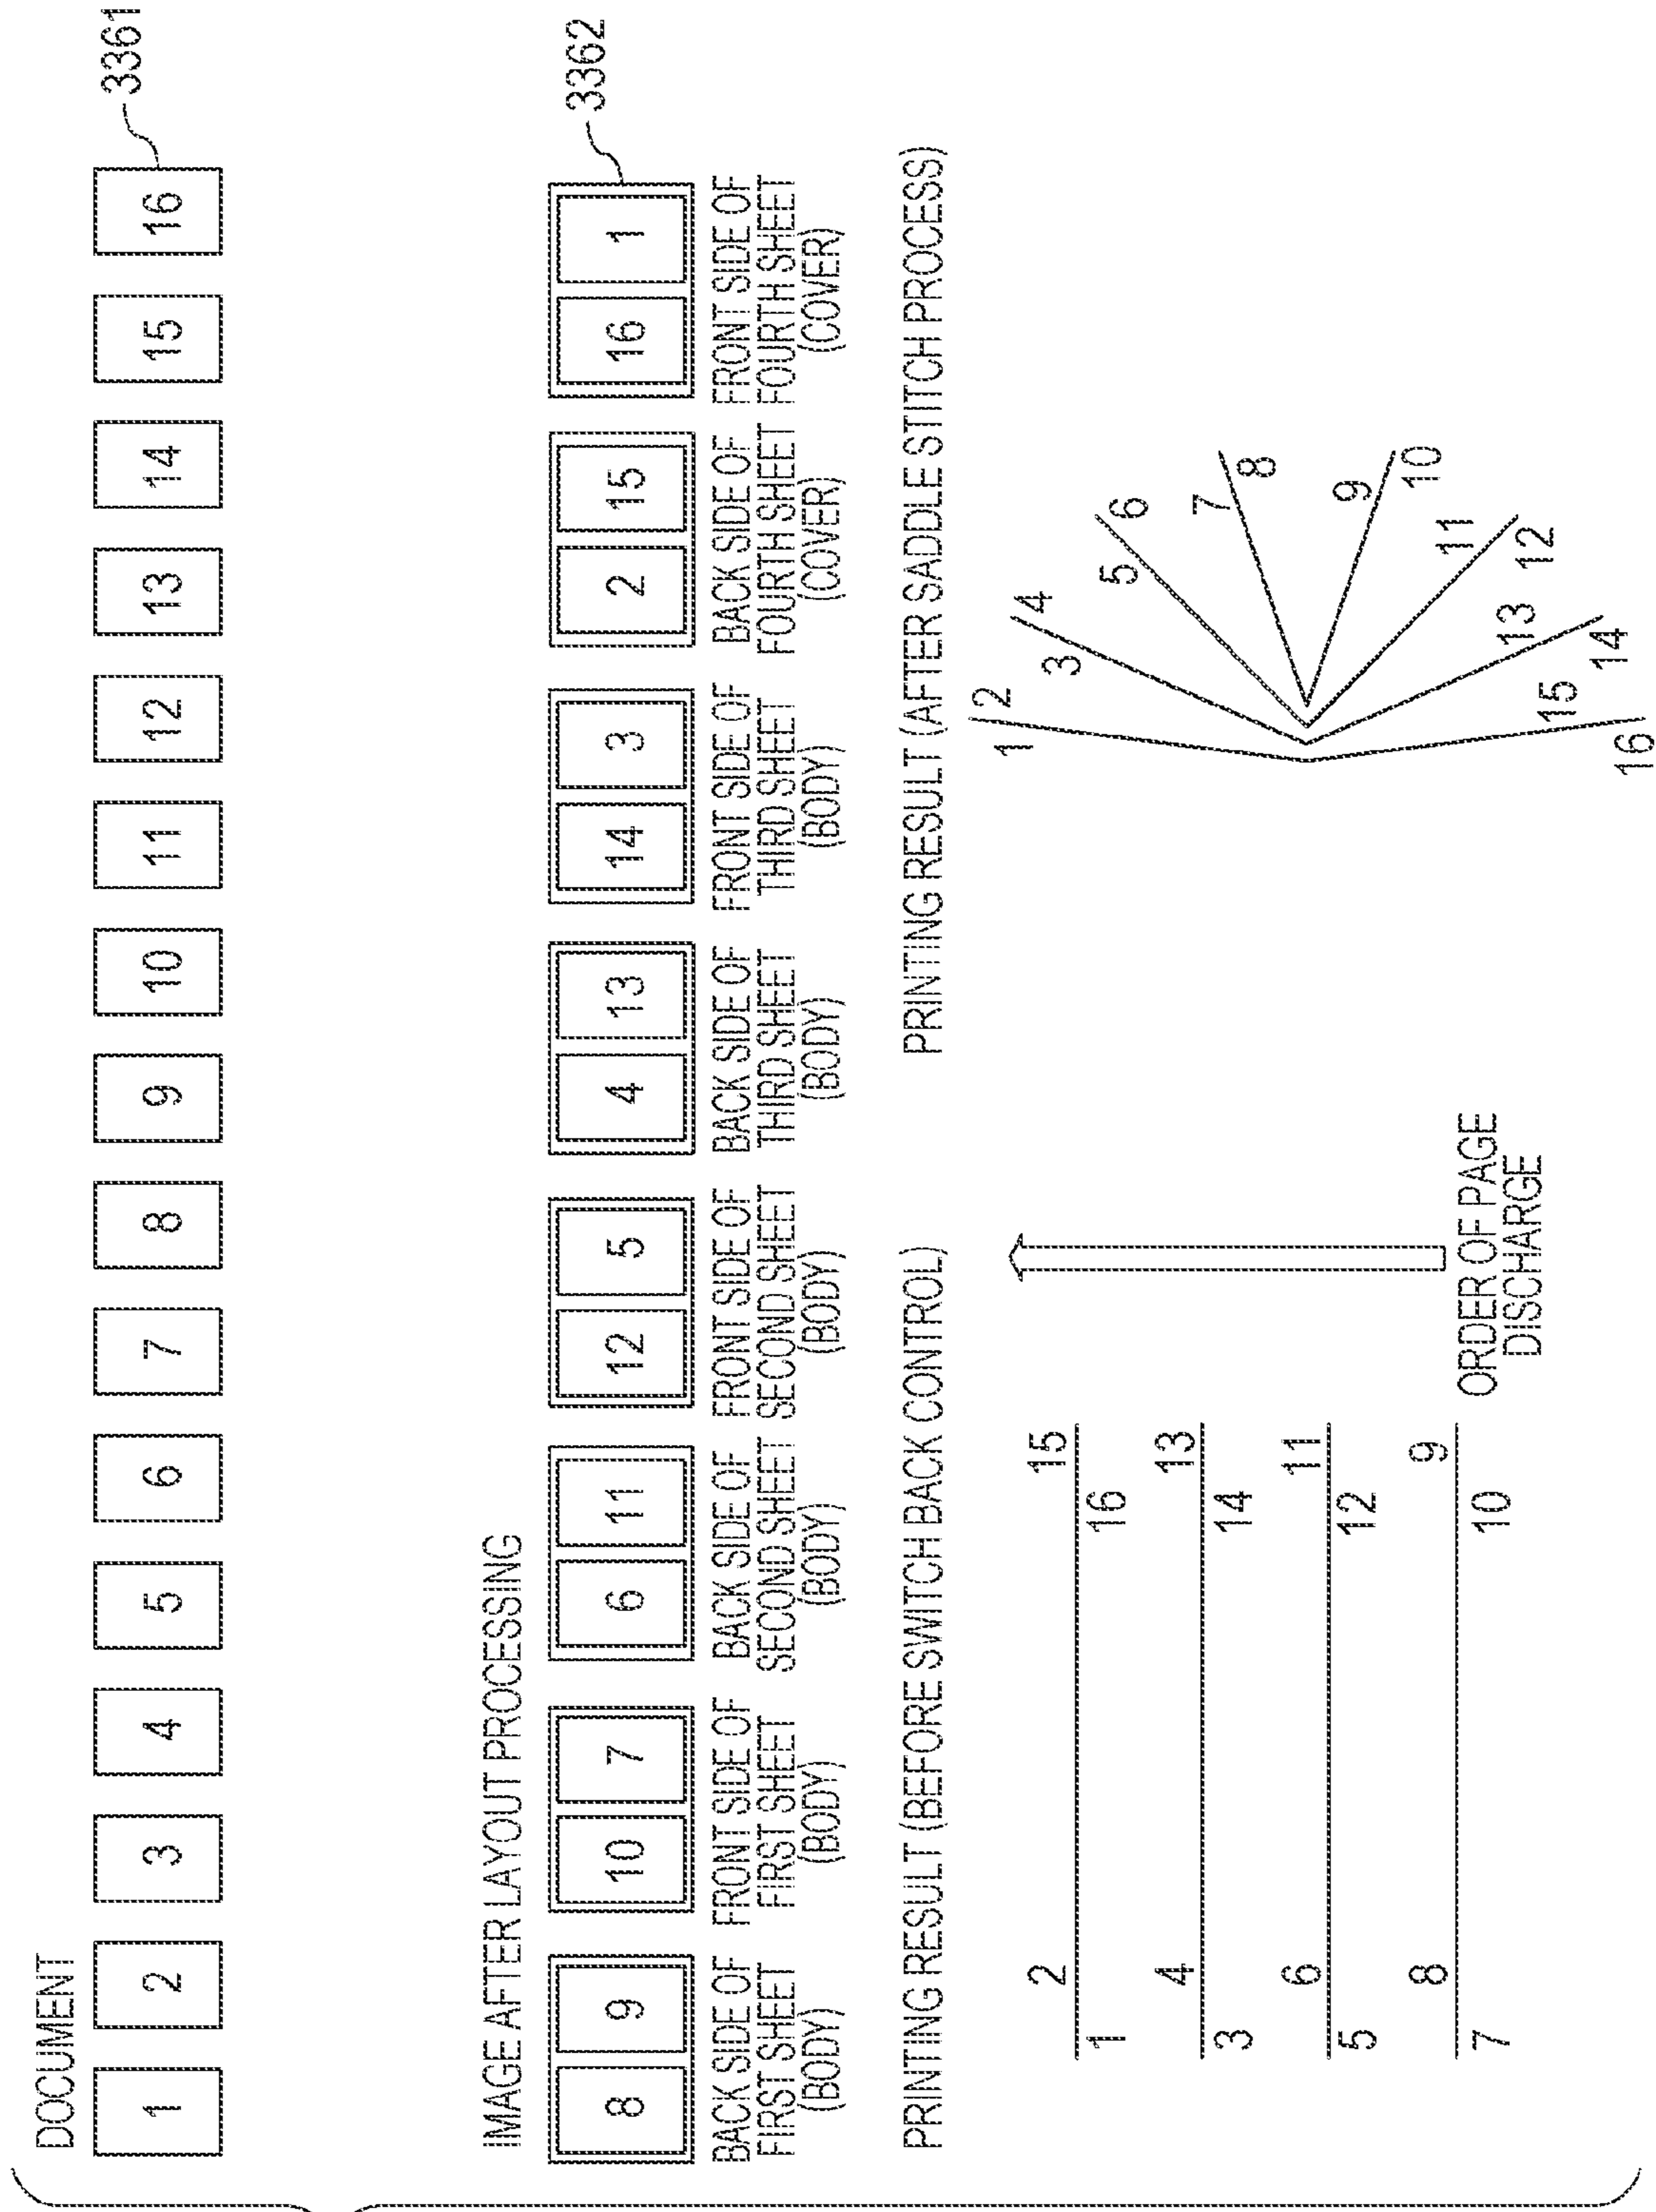 DOCUMENT
1 2 3 4 5 6 7 8 9 10 11 12 13 14 15 16
3361
IMAGE AFTER LAYOUT PROCESSING
8 9 10 7 6 11 12 5 4 13 14 3 2 15 16 1
3362
BACK SIDE OF
FIRST SHEET
(BODY)
FRONT SIDE OF
FIRST SHEET
(BODY)
BACK SIDE OF
SECOND SHEET
(BODY)
FRONT SIDE OF
SECOND SHEET
(BODY)
BACK SIDE OF
THIRD SHEET
(BODY)
FRONT SIDE OF
THIRD SHEET
(BODY)
BACK SIDE OF
FOURTH SHEET
(COVER)
FRONT SIDE OF
FOURTH SHEET
(COVER)
PRINTING RESULT (BEFORE SWITCH BACK CONTROL)
2 15
1 16
4 13
3 14
6 11
5 12
8 9
7 10
ORDER OF PAGE
DISCHARGE
PRINTING RESULT (AFTER SADDLE STITCH PROCESS)
1 2
3 4
5 6
7 8
9 10
11 12
13 14
15 16